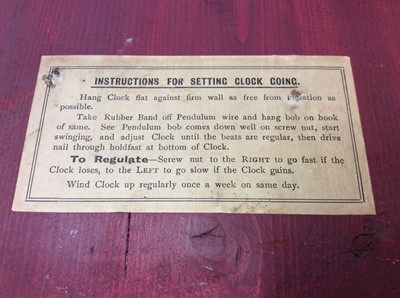 INSTRUCTIONS FOR SETTING CLOCK GOING.
Hang Clock flat against firm wall as free from as
possible.
Take Rubber Band off Pendulum wire and hang bob on hook
of same. See Pendulum bob comes down well on screw nut, start
swinging, and adjust Clock until the beats are regular, then drive
nail through holdfast at bottom of Clock.
To Regulate—Screw nut to the RIGHT to go fast if the
Clock loses, to the LEFT to go slow if the Clock gains.
Wind Clock up regularly once a week on same day.